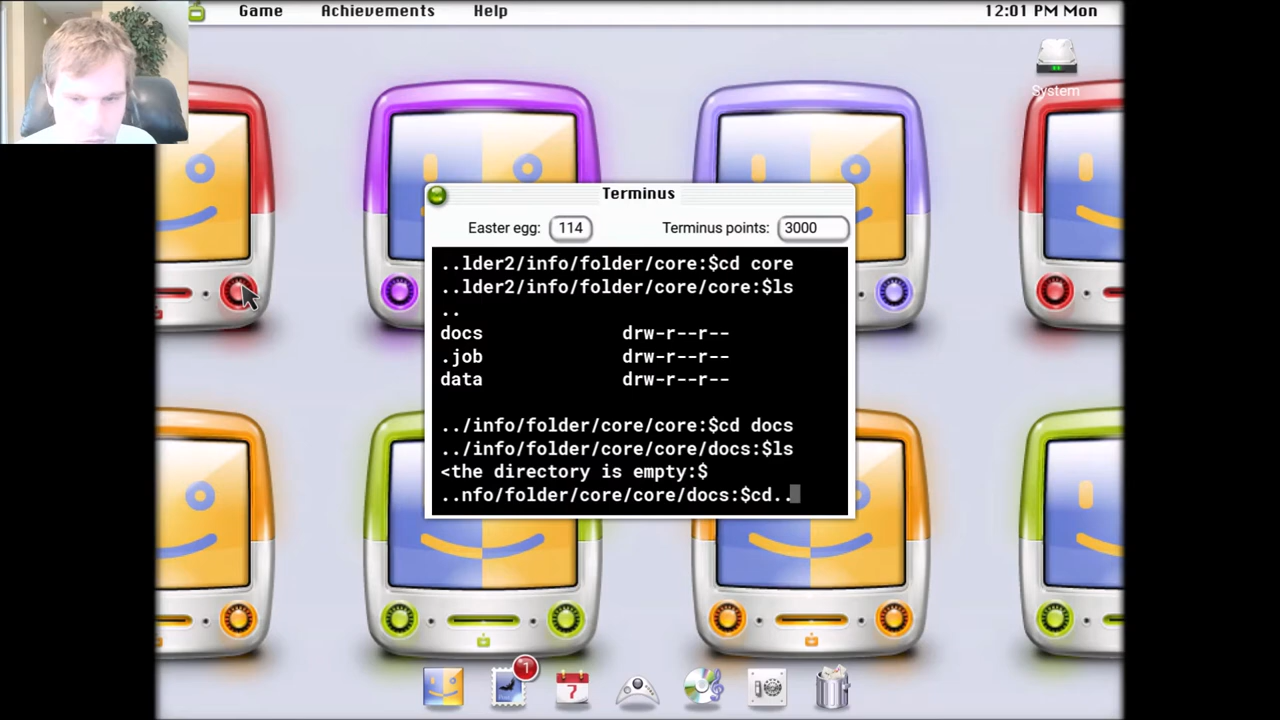 Game Achievements Help 12:01 PM Mon
System
Terminus
Easter egg: 114 Terminus points: 3000
..lder2/info/folder/core:$cd core
..lder2/info/folder/core/core:$ls
..
docs drw-r--r--
.job drw-r--r--
data drw-r--r--
../info/folder/core/core:$cd docs
../info/folder/core/core/docs:$ls
<the directory is empty:$
..nfo/folder/core/core/docs:$cd..
1
7